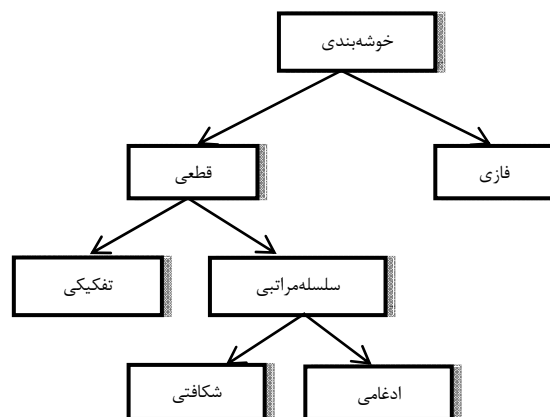 خوشه‌بندی
قطعی
فازی
تفکیکی
سلسله‌مراتبی
شکافتی
ادغامی